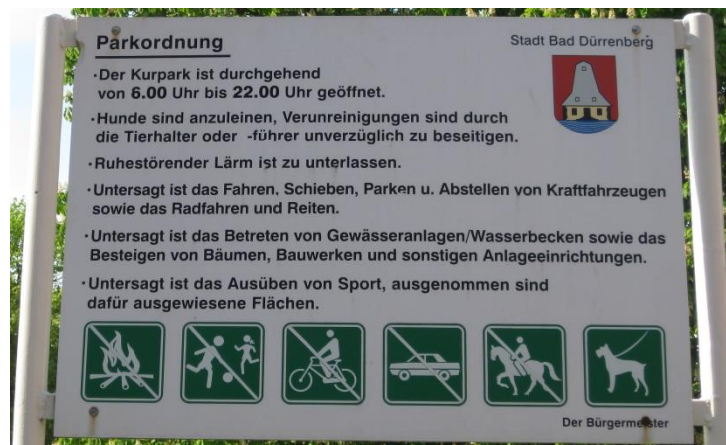 Parkordnung
Stadt Bad Dürrenberg
·Der Kurpark ist durchgehend
von 6.00 Uhr bis 22.00 Uhr geöffnet.
·Hunde sind anzuleinen, Verunreinigungen sind durch
die Tierhalter oder -führer unverzüglich zu beseitigen.
·Ruhestörender Lärm ist zu unterlassen.
·Untersagt ist das Fahren, Schieben, Parken u. Abstellen von Kraftfahrzeugen
sowie das Radfahren und Reiten.
·Untersagt ist das Betreten von Gewässeranlagen/Wasserbecken sowie das
Besteigen von Bäumen, Bauwerken und sonstigen Anlageeinrichtungen.
·Untersagt ist das Ausüben von Sport, ausgenommen sind
dafür ausgewiesene Flächen.
Der Bürgermeister